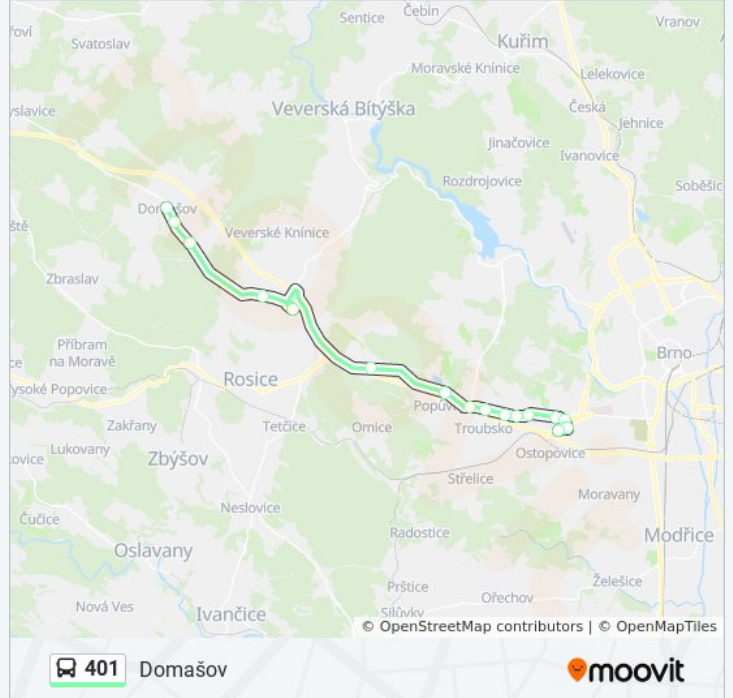 Sentice
Čebín
Vranov
Svatoslav
Kuřim
Moravské Knínice
Lelekovice
Veverská Bítýška
Česká
Jehnice
Jinačovice
Ivanovice
Rozdrojovice
Soběšic
Veverské Knínice
Zbraslav
Příbram
na Moravě
Brno
Rosice
ysoké Popovice
Zakřany
Tetčice
Omice
Troubsko
Lukovany
Zbýšov
Ostopovice
Střelice
Moravany
Neslovice
Čučice
Radostice
Modřice
Oslavany
Želešice
Prštice
Ořechov
Nová Ves
Ivančice
Silůvky
© OpenStreetMap contributors | © OpenMapTiles
401 Domašov
moovit